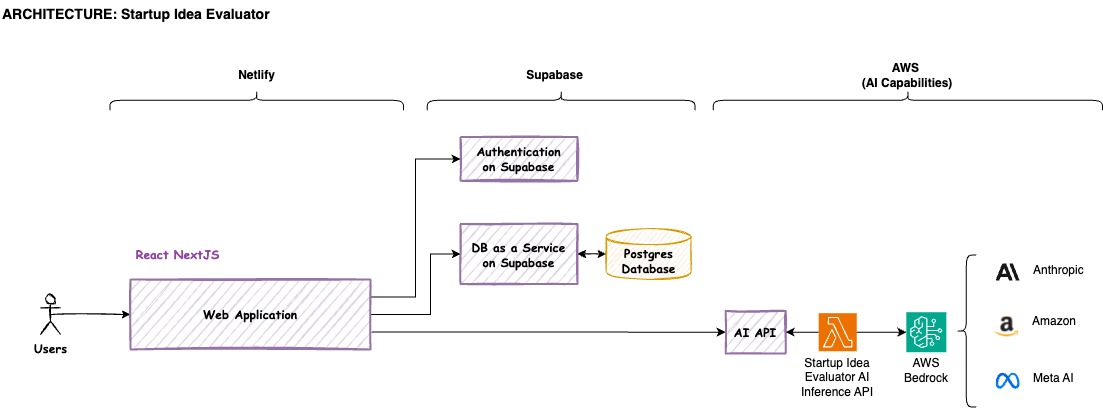 ARCHITECTURE: Startup Idea Evaluator
Netlify
Supabase
AWS
(AI Capabilities)
Authentication
on Supabase
React NextJS
DB as a Service
on Supabase
Postgres
Database
Web Application
Users
AI API
Startup Idea
Evaluator AI
Inference API
AWS
Bedrock
Anthropic
Amazon
Meta AI